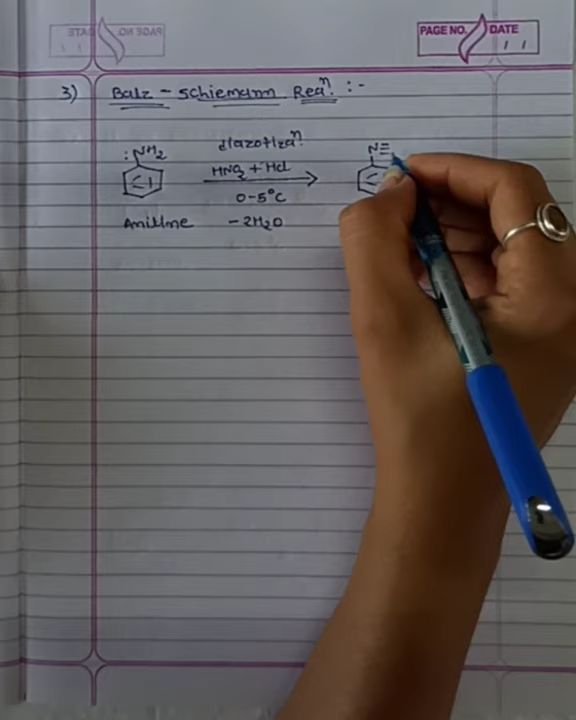 PAGE NO. DATE
3) Balz - Schiemann Reaⁿ :-
:NH₂ diazotizaⁿ. N≡
HNO₂ + HCl
0-5°C
Aniline - 2H₂O